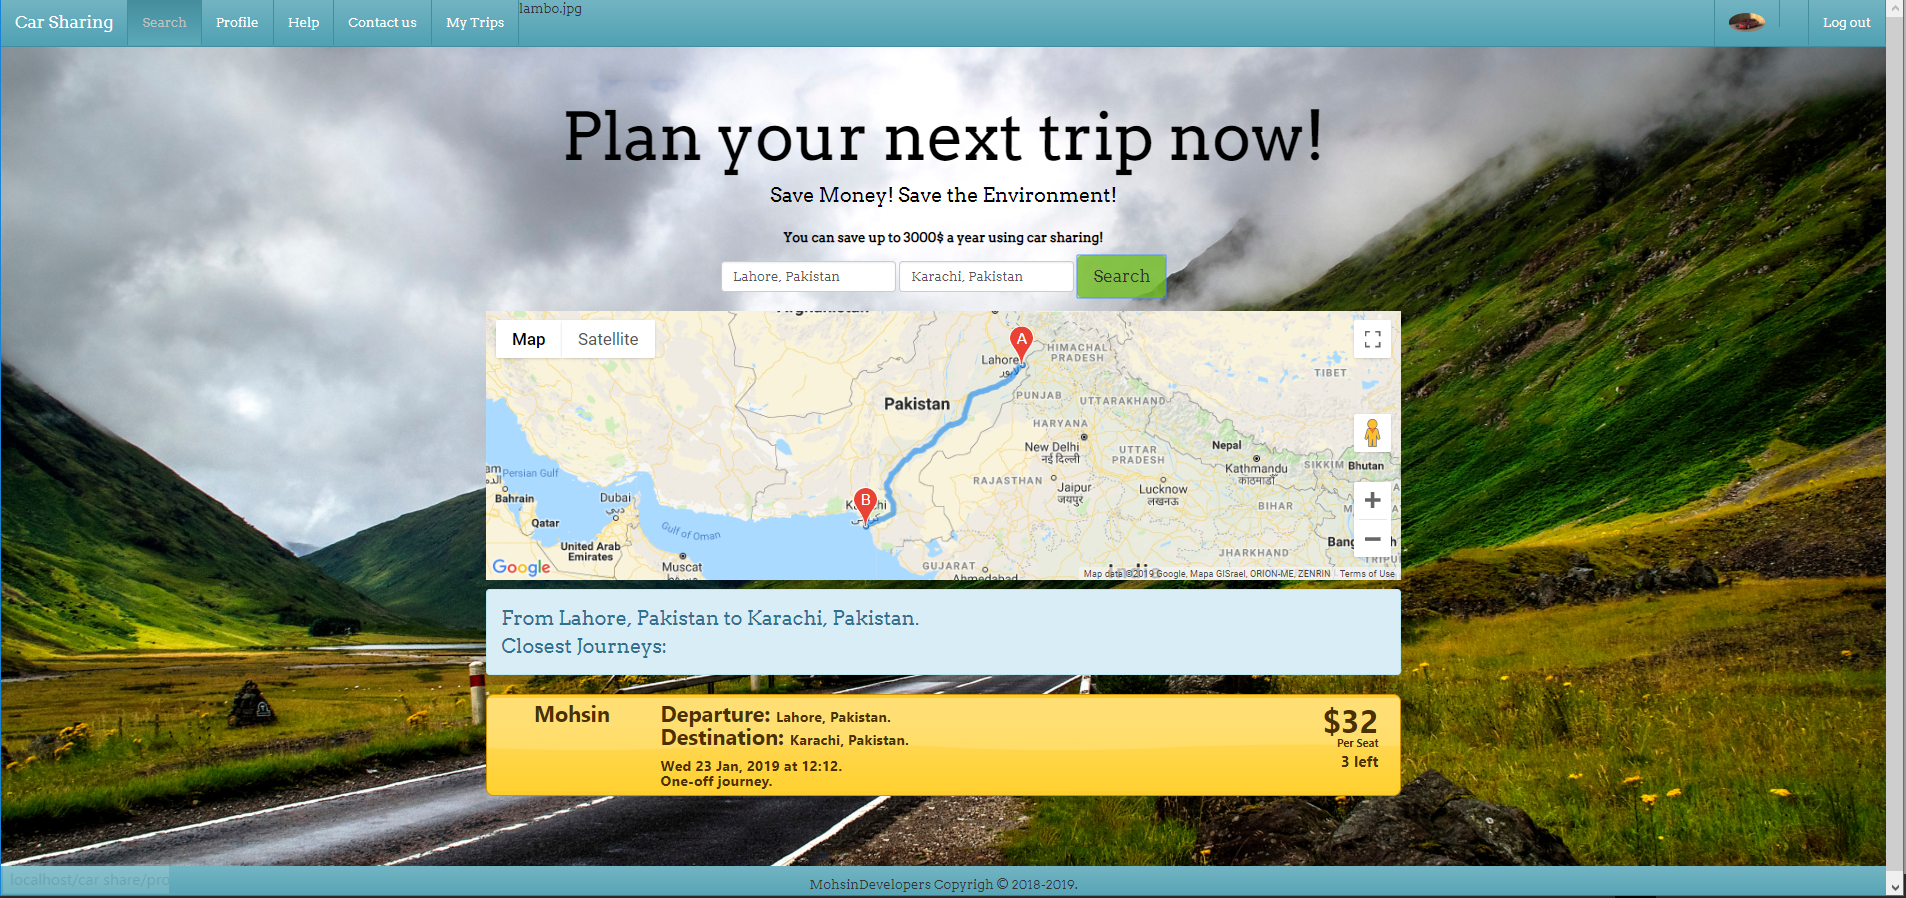 Car Sharing Search Profile Help Contact us My Trips lambo.jpg Log out
Plan your next trip now!
Save Money! Save the Environment!
You can save up to 3000$ a year using car sharing!
Lahore, Pakistan Karachi, Pakistan Search
Map Satellite
A
Lahore
لاہور
HIMACHAL
PRADESH
TIBET
PUNJAB
UTTARAKHAND
Pakistan
HARYANA
New Delhi
नई दिल्ली
UTTAR
PRADESH
Nepal
Kathmandu
काठमाडौं
SIKKIM
Bhutan
Persian Gulf
Bahrain
Dubai
RAJASTHAN
Jaipur
जयपुर
Lucknow
लखनऊ
B
BIHAR
Qatar
Gulf of Oman
United Arab
Emirates
Muscat
GUJARAT
Ahmedabad
JHARKHAND
Google
Map data ©2019 Google, Mapa GISrael, ORION-ME, ZENRIN Terms of Use
From Lahore, Pakistan to Karachi, Pakistan.
Closest Journeys:
Mohsin
Departure: Lahore, Pakistan.
Destination: Karachi, Pakistan.
Wed 23 Jan, 2019 at 12:12.
One-off journey.
$32
Per Seat
3 left
localhost/car share/pro
MohsinDevelopers Copyrigh © 2018-2019.